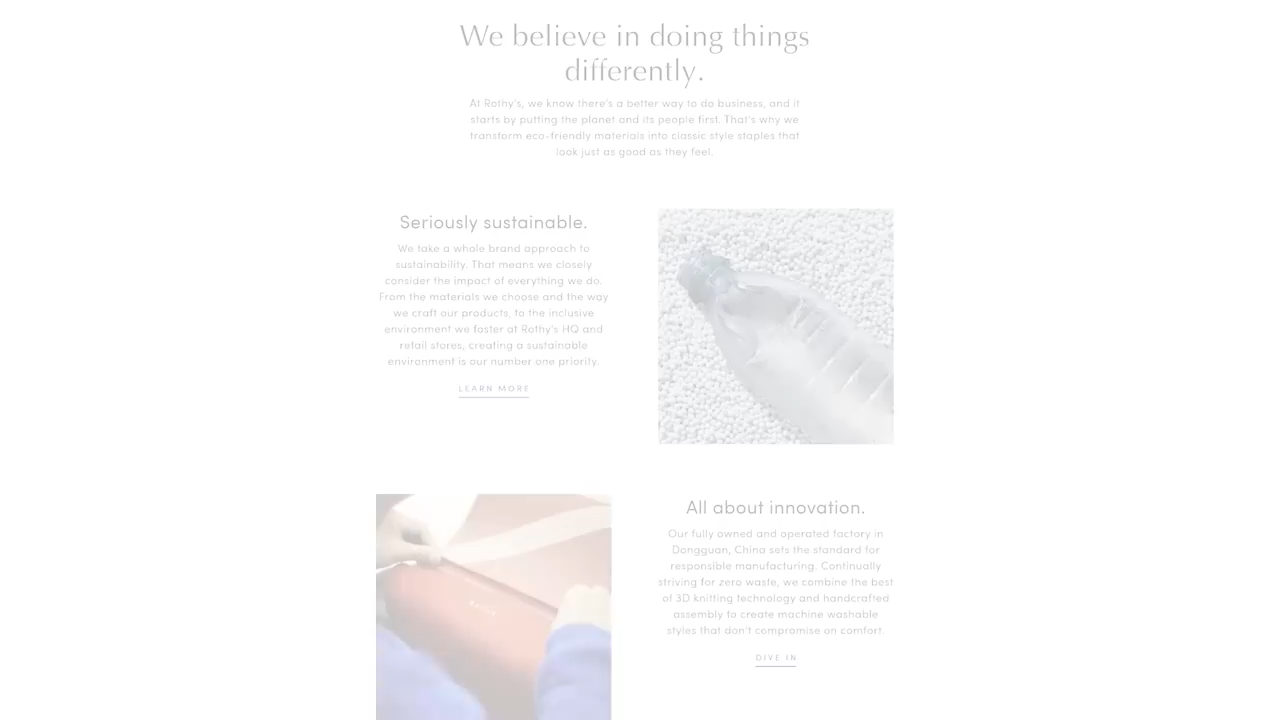 We believe in doing things
differently.
At Rothy's, we know there's a better way to do business, and it
starts by putting the planet and its people first. That's why we
transform eco-friendly materials into classic style staples that
look just as good as they feel.
Seriously sustainable.
We take a whole brand approach to
sustainability. That means we closely
consider the impact of everything we do.
From the materials we choose and the way
we craft our products, to the inclusive
environment we foster at Rothy's HQ and
retail stores, creating a sustainable
environment is our number one priority.
LEARN MORE
All about innovation.
Our fully owned and operated factory in
Dongguan, China sets the standard for
responsible manufacturing. Continually
striving for zero waste, we combine the best
of 3D knitting technology and handcrafted
assembly to create machine washable
styles that don't compromise on comfort.
DIVE IN